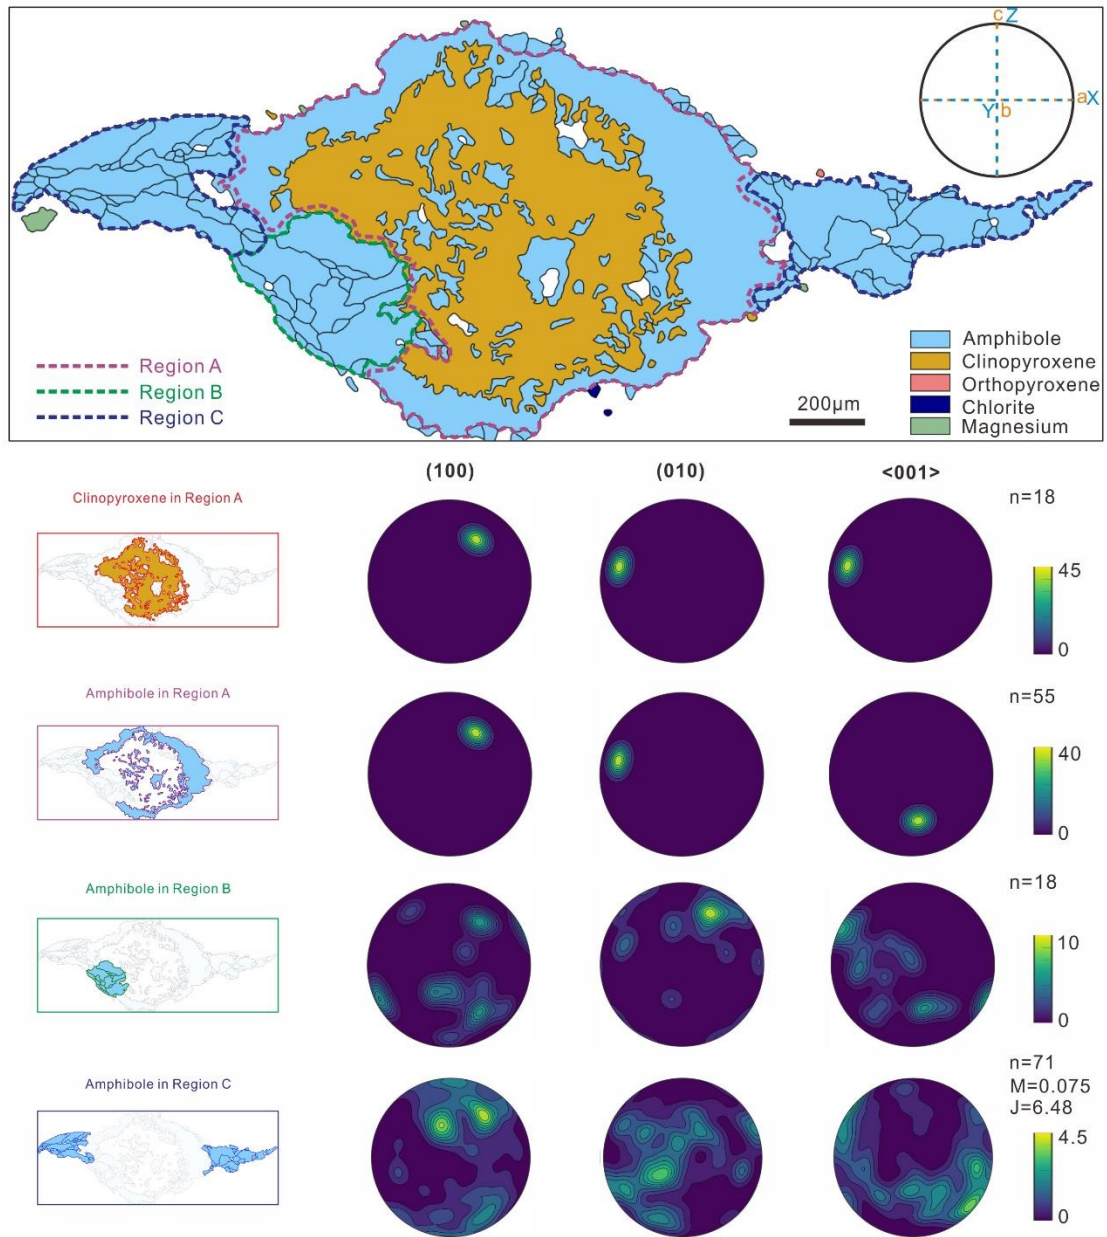 c Z
a X
Y b
Region A
Region B
Region C
200μm
Amphibole
Clinopyroxene
Orthopyroxene
Chlorite
Magnesium
(100) (010) <001>
Clinopyroxene in Region A
n=18
45
0
Amphibole in Region A
n=55
40
0
Amphibole in Region B
n=18
10
0
Amphibole in Region C
n=71
M=0.075
J=6.48
4.5
0